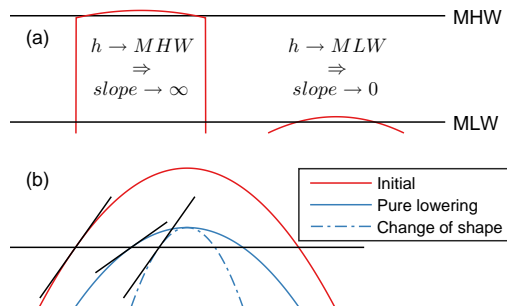 MHW
(a)
h → MHW
⇒
slope → ∞
h → MLW
⇒
slope → 0
MLW
(b)
Initial
Pure lowering
Change of shape